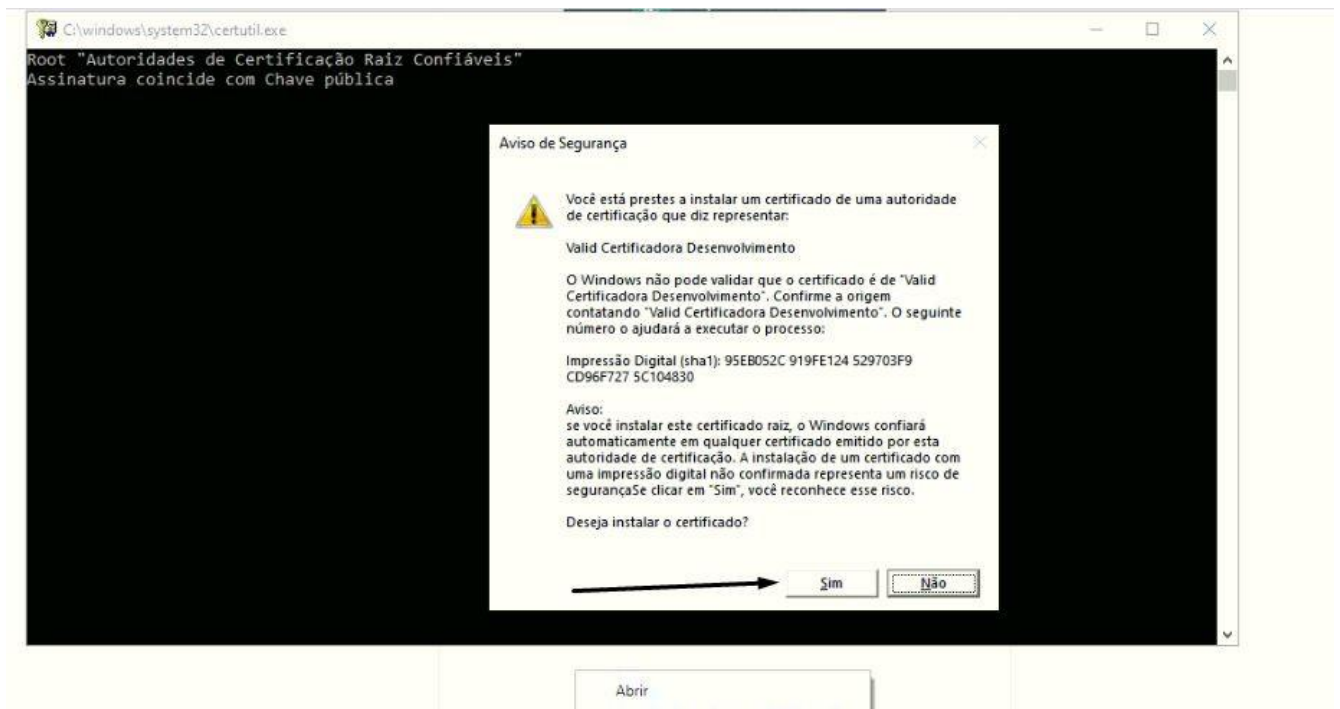 C:\windows\system32\certutil.exe
Root "Autoridades de Certificação Raiz Confiáveis"
Assinatura coincide com Chave pública
Aviso de Segurança
Você está prestes a instalar um certificado de uma autoridade
de certificação que diz representar:
Valid Certificadora Desenvolvimento
O Windows não pode validar que o certificado é de "Valid
Certificadora Desenvolvimento". Confirme a origem
contatando "Valid Certificadora Desenvolvimento". O seguinte
número o ajudará a executar o processo:
Impressão Digital (sha1): 95EB052C 919FE124 529703F9
CD96F727 5C104830
Aviso:
se você instalar este certificado raiz, o Windows confiará
automaticamente em qualquer certificado emitido por esta
autoridade de certificação. A instalação de um certificado com
uma impressão digital não confirmada representa um risco de
segurançaSe clicar em "Sim", você reconhece esse risco.
Deseja instalar o certificado?
Sim Não
Abrir